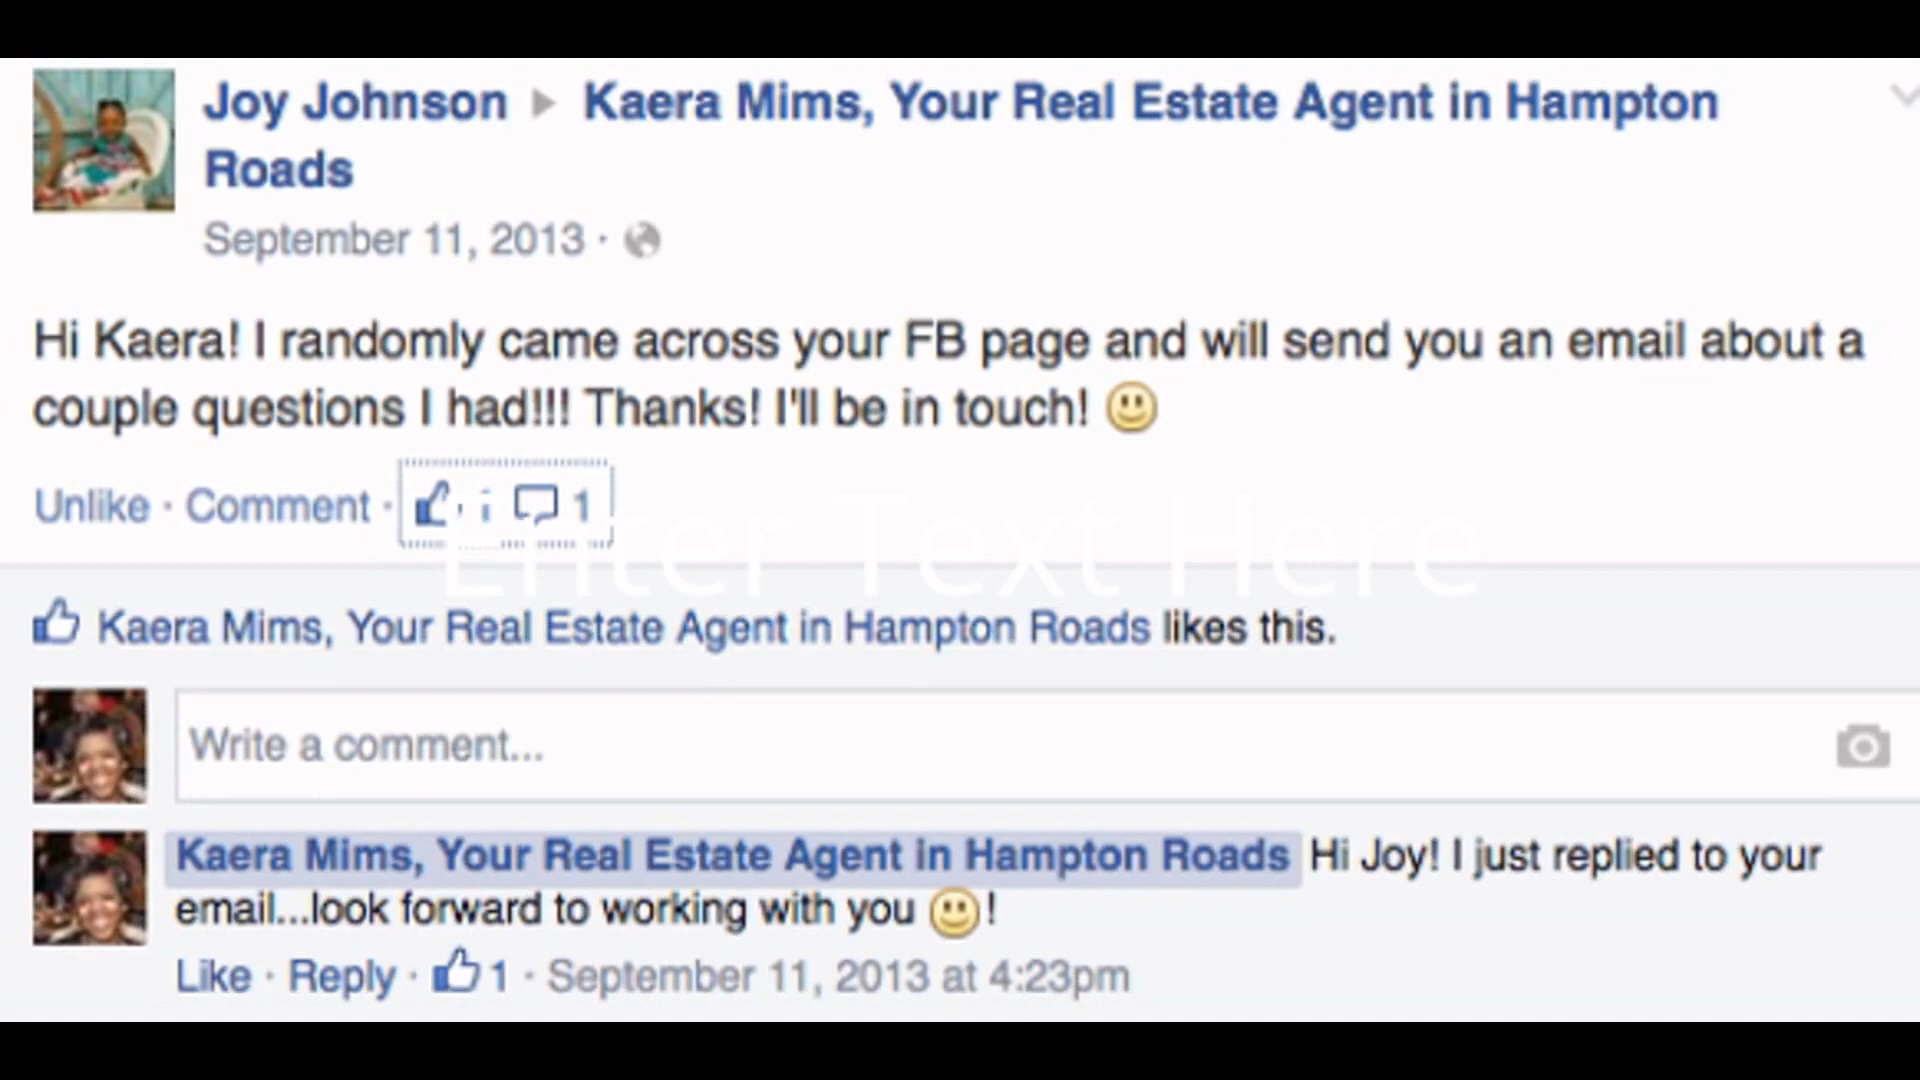 Joy Johnson ▸ Kaera Mims, Your Real Estate Agent in Hampton
Roads
September 11, 2013 ·
Hi Kaera! I randomly came across your FB page and will send you an email about a
couple questions I had!!! Thanks! I'll be in touch!
Unlike · Comment · 1
Enter Text Here
Kaera Mims, Your Real Estate Agent in Hampton Roads likes this.
Write a comment...
Kaera Mims, Your Real Estate Agent in Hampton Roads Hi Joy! I just replied to your
email...look forward to working with you !
Like · Reply · 1 · September 11, 2013 at 4:23pm